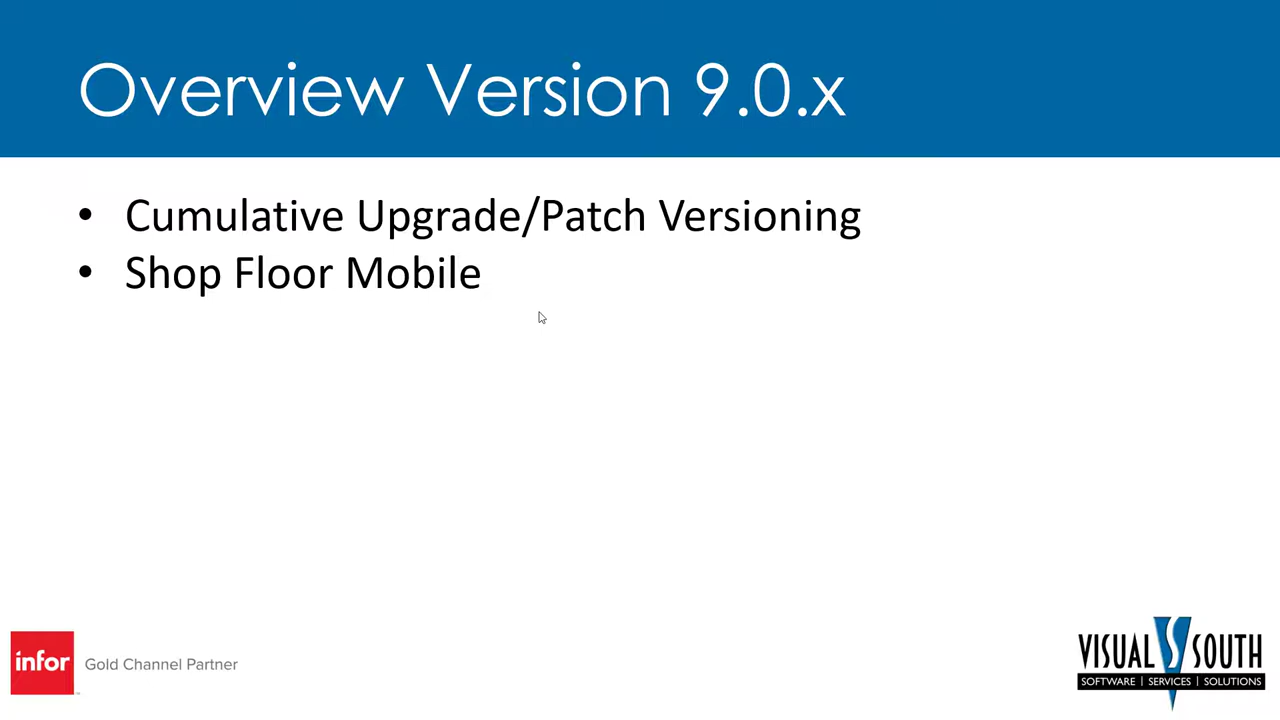 Overview Version 9.0.x
• Cumulative Upgrade/Patch Versioning
• Shop Floor Mobile
infor
Gold Channel Partner
VISUAL SOUTH
SOFTWARE | SERVICES | SOLUTIONS